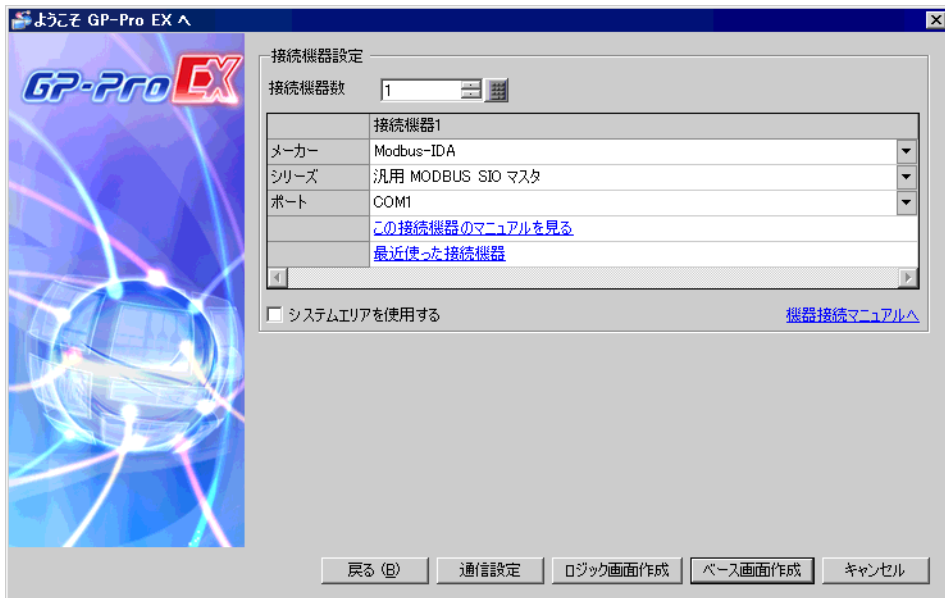 ようこそ GP-Pro EX へ
GP-Pro EX
接続機器設定
接続機器数 1
接続機器1
メーカー Modbus-IDA
シリーズ 汎用 MODBUS SIO マスタ
ポート COM1
この接続機器のマニュアルを見る
最近使った接続機器
システムエリアを使用する 機器接続マニュアルへ
戻る (B) 通信設定 ロジック画面作成 ベース画面作成 キャンセル